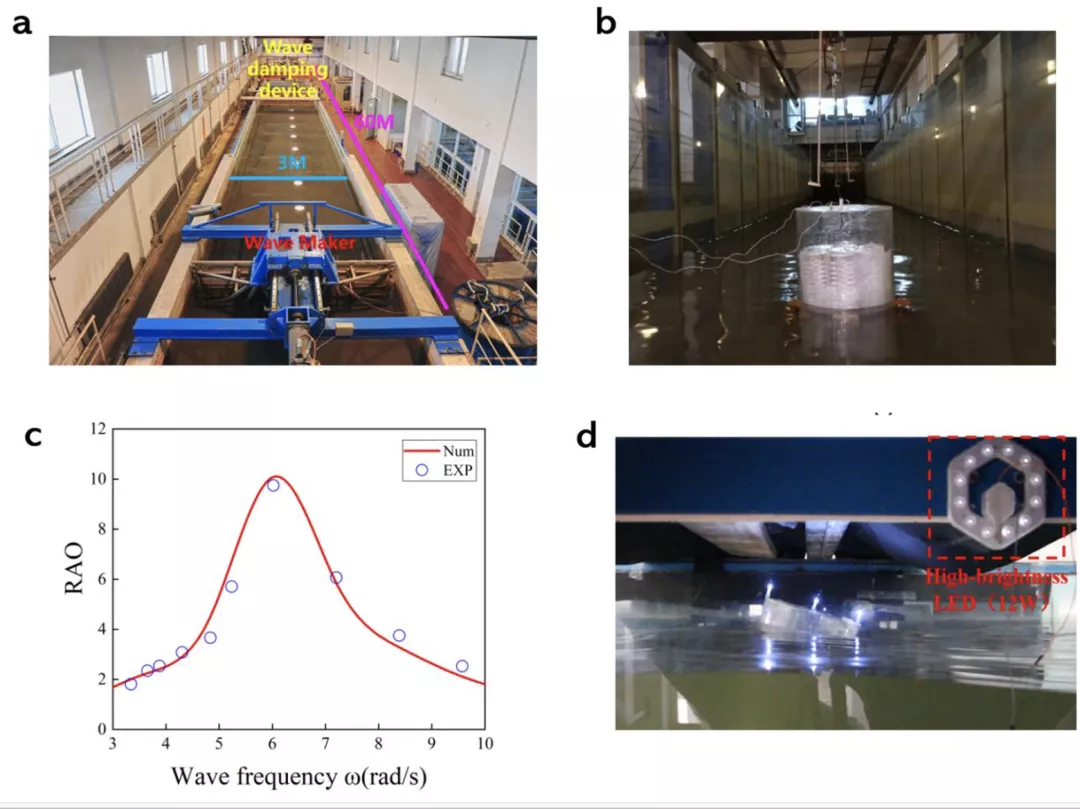 a
b
Wave
damping
device
60M
3M
Wave Maker
c
12
10
8
6
4
2
0
RAO
Num
EXP
3 4 5 6 7 8 9 10
Wave frequency ω(rad/s)
d
High-brightness
LED（12W）